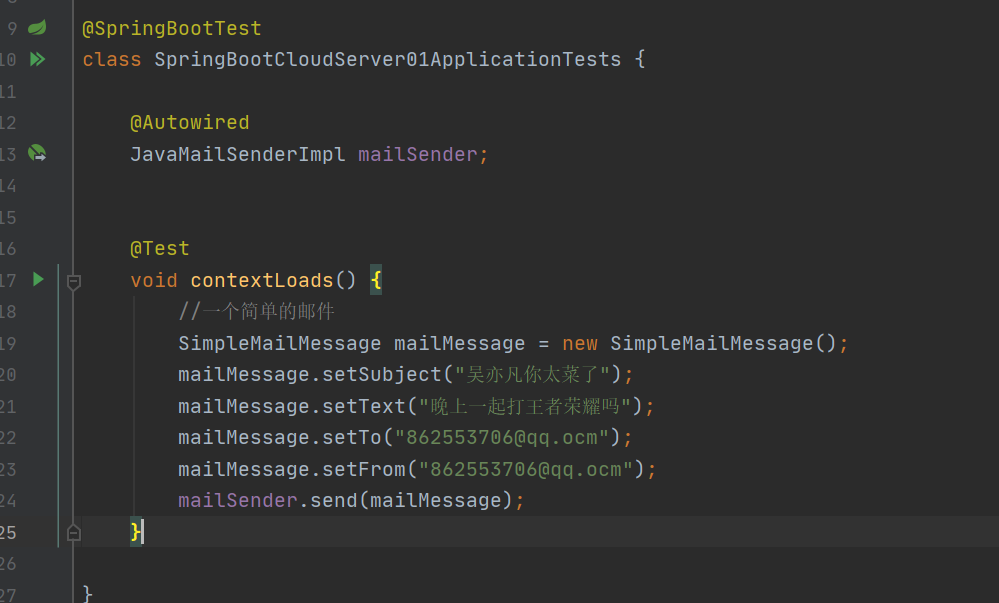 9 @SpringBootTest
10 class SpringBootCloudServer01ApplicationTests {
11
12 @Autowired
13 JavaMailSenderImpl mailSender;
14
15
16 @Test
17 void contextLoads() {
18 //一个简单的邮件
19 SimpleMailMessage mailMessage = new SimpleMailMessage();
20 mailMessage.setSubject("吴亦凡你太菜了");
21 mailMessage.setText("晚上一起打王者荣耀吗");
22 mailMessage.setTo("862553706@qq.ocm");
23 mailMessage.setFrom("862553706@qq.ocm");
24 mailSender.send(mailMessage);
25 }
26
27 }